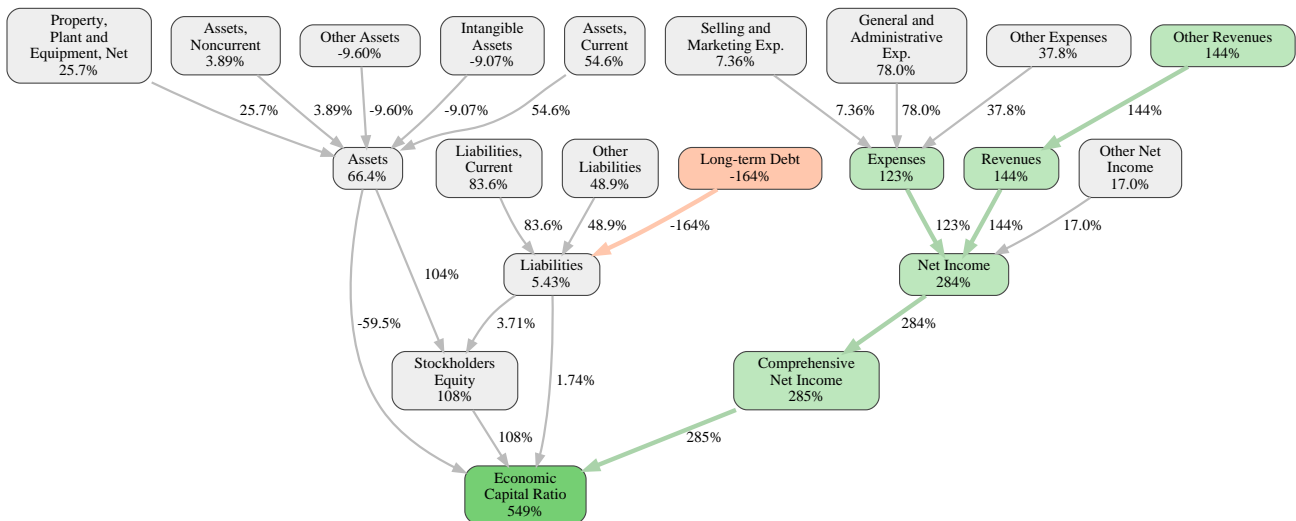 Property,
Plant and
Equipment, Net
25.7%
Assets,
Noncurrent
3.89%
Other Assets
-9.60%
Intangible
Assets
-9.07%
Assets,
Current
54.6%
Selling and
Marketing Exp.
7.36%
General and
Administrative
Exp.
78.0%
Other Expenses
37.8%
Other Revenues
144%
25.7%
3.89%
-9.60%
-9.07%
54.6%
7.36%
78.0%
37.8%
144%
Assets
66.4%
Liabilities,
Current
83.6%
Other
Liabilities
48.9%
Long-term Debt
-164%
Expenses
123%
Revenues
144%
Other Net
Income
17.0%
83.6%
48.9%
-164%
123%
144%
17.0%
104%
Liabilities
5.43%
Net Income
284%
-59.5%
3.71%
284%
Stockholders
Equity
108%
1.74%
Comprehensive
Net Income
285%
108%
285%
Economic
Capital Ratio
549%